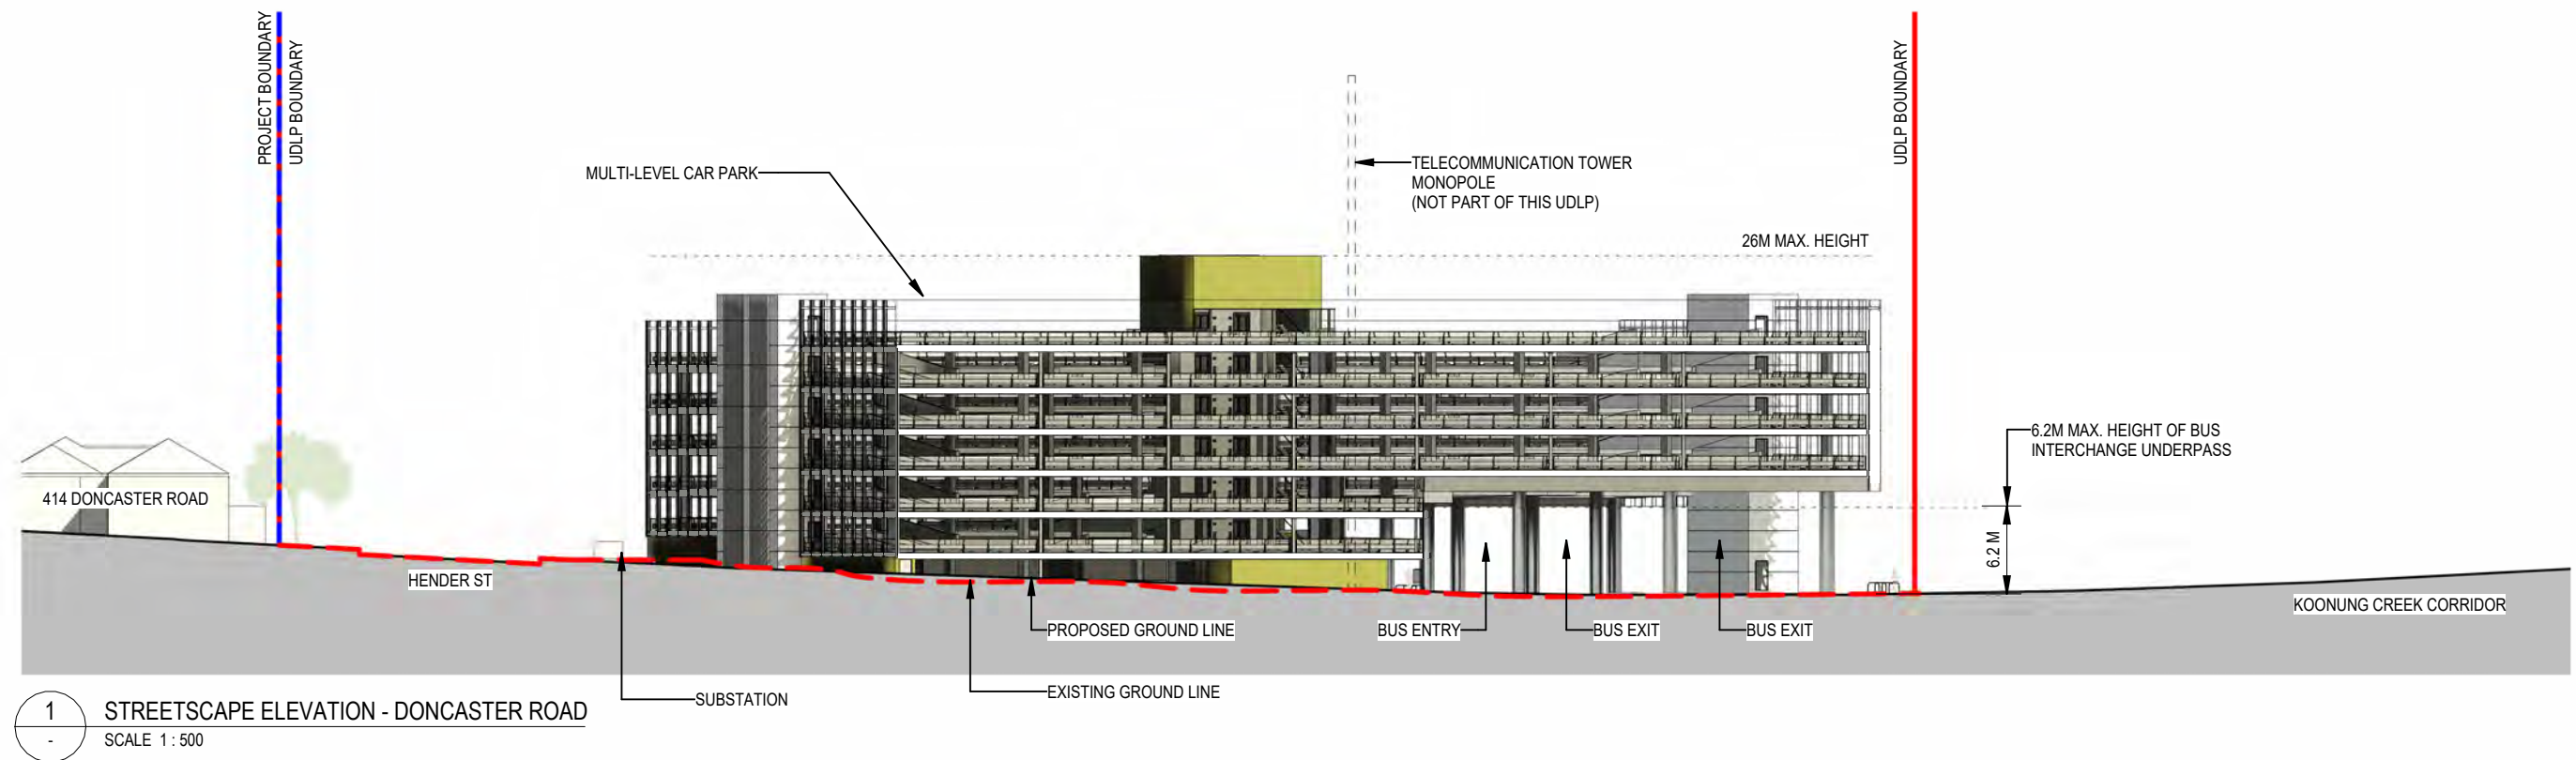 PROJECT BOUNDARY
UDLP BOUNDARY
UDLP BOUNDARY
MULTI-LEVEL CAR PARK
TELECOMMUNICATION TOWER
MONOPOLE
(NOT PART OF THIS UDLP)
26M MAX. HEIGHT
6.2M MAX. HEIGHT OF BUS
INTERCHANGE UNDERPASS
414 DONCASTER ROAD
6.2 M
HENDER ST
KOONUNG CREEK CORRIDOR
PROPOSED GROUND LINE
BUS ENTRY
BUS EXIT
BUS EXIT
SUBSTATION
EXISTING GROUND LINE
1
-
STREETSCAPE ELEVATION - DONCASTER ROAD
SCALE 1 : 500